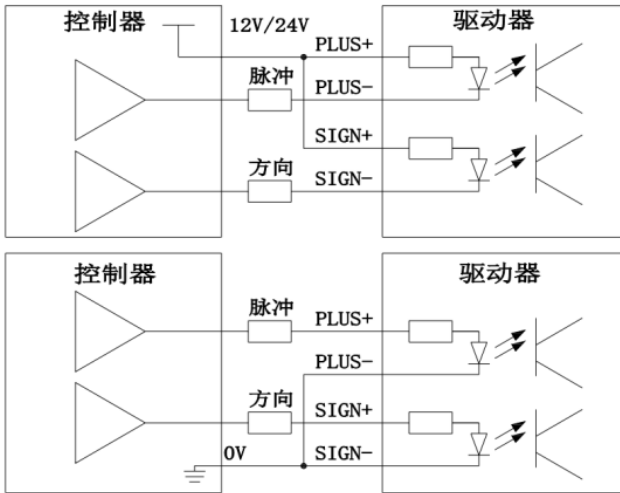 控制器
12V/24V
驱动器
PLUS+
脉冲
PLUS-
SIGN+
方向
SIGN-
控制器
驱动器
脉冲
PLUS+
PLUS-
方向
SIGN+
0V
SIGN-